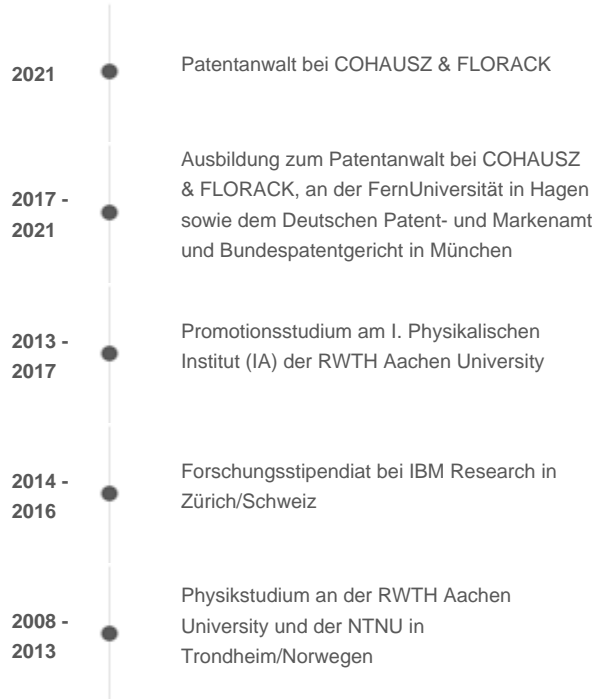 2021
Patentanwalt bei COHAUSZ & FLORACK
2017 -
2021
Ausbildung zum Patentanwalt bei COHAUSZ
& FLORACK, an der FernUniversität in Hagen
sowie dem Deutschen Patent- und Markenamt
und Bundespatentgericht in München
2013 -
2017
Promotionsstudium am I. Physikalischen
Institut (IA) der RWTH Aachen University
2014 -
2016
Forschungsstipendiat bei IBM Research in
Zürich/Schweiz
2008 -
2013
Physikstudium an der RWTH Aachen
University und der NTNU in
Trondheim/Norwegen